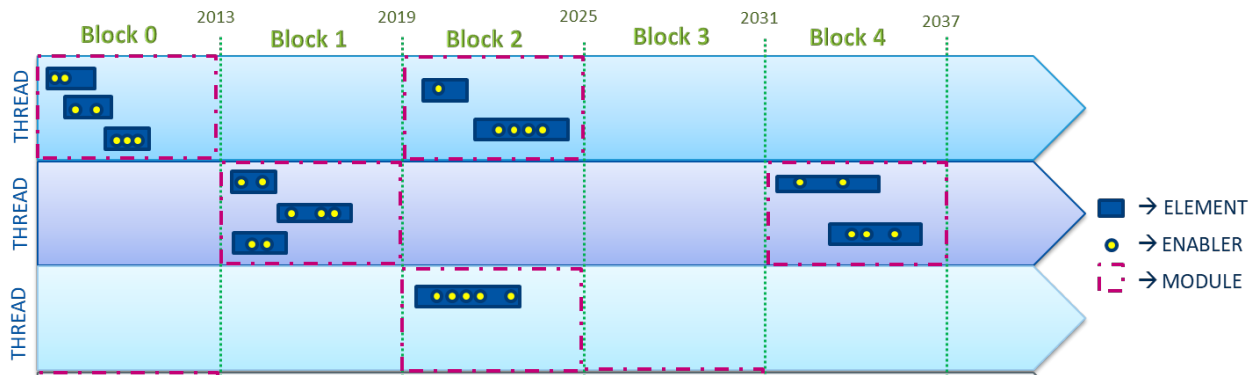 2013 2019 2025 2031 2037
Block 0 Block 1 Block 2 Block 3 Block 4
THREAD
THREAD
→ ELEMENT
→ ENABLER
→ MODULE
THREAD